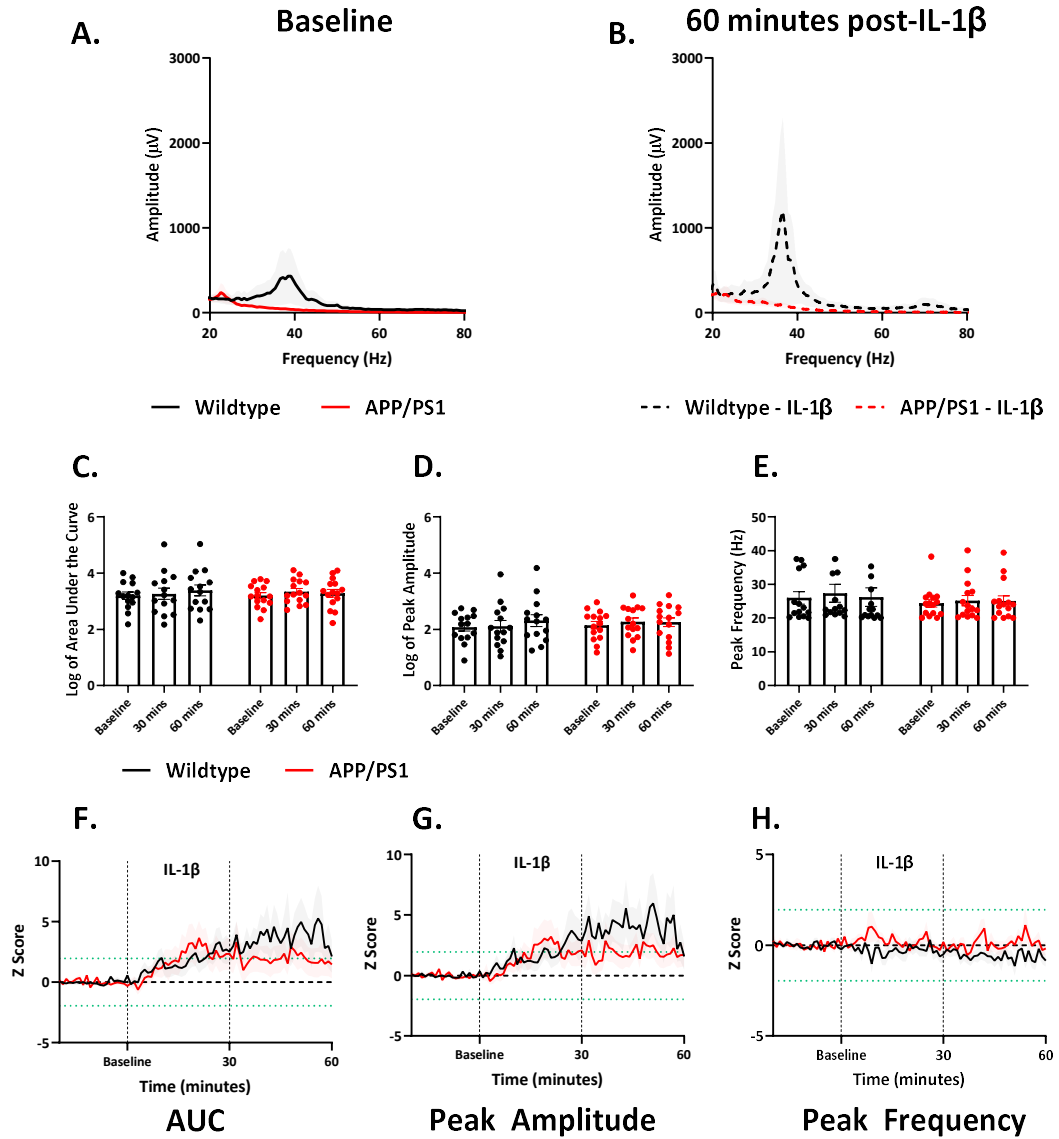 Baseline
60 minutes post-IL-1β
A.
B.
3000
2000
1000
0
Amplitude (µV)
20
40
60
80
Frequency (Hz)
3000
2000
1000
0
Amplitude (µV)
20
40
60
80
Frequency (Hz)
Wildtype
APP/PS1
Wildtype - IL-1β
APP/PS1 - IL-1β
C.
D.
E.
Log of Area Under the Curve
6
4
2
0
Baseline
30 mins
60 mins
Baseline
30 mins
60 mins
Log of Peak Amplitude
6
4
2
0
Baseline
30 mins
60 mins
Baseline
30 mins
60 mins
Peak Frequency (Hz)
50
40
30
20
10
0
Baseline
30 mins
60 mins
Baseline
30 mins
60 mins
Wildtype
APP/PS1
F.
G.
H.
Z Score
10
5
0
-5
IL-1β
Baseline
30
60
Time (minutes)
AUC
Z Score
10
5
0
-5
IL-1β
Baseline
30
60
Time (minutes)
Peak Amplitude
Z Score
5
0
-5
IL-1β
Baseline
30
60
Time (minutes)
Peak Frequency